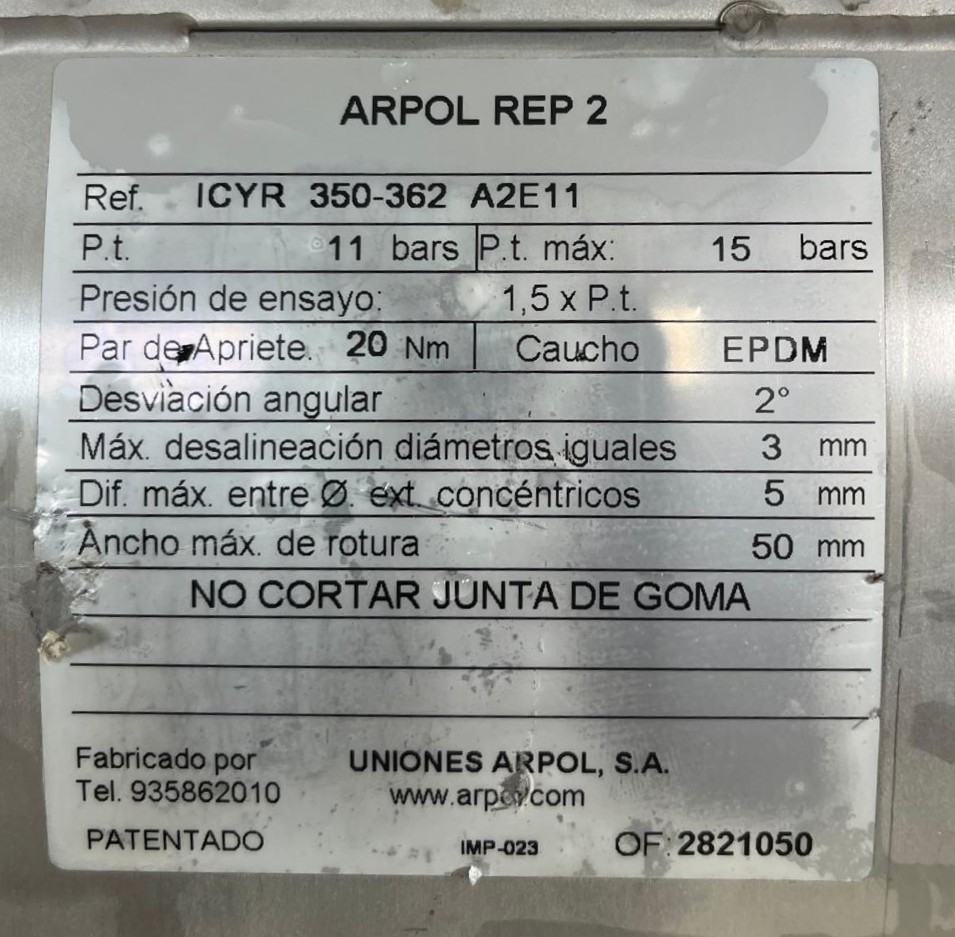 ARPOL REP 2
Ref. ICYR 350-362 A2E11
P.t. 11 bars P.t. máx: 15 bars
Presión de ensayo: 1,5 x P.t.
Par de Apriete. 20 Nm Caucho EPDM
Desviación angular 2°
Máx. desalineación diámetros iguales 3 mm
Dif. máx. entre Ø. ext. concéntricos 5 mm
Ancho máx. de rotura 50 mm
NO CORTAR JUNTA DE GOMA
Fabricado por UNIONES ARPOL, S.A.
Tel. 935862010 www.arpol.com
PATENTADO IMP-023 OF: 2821050